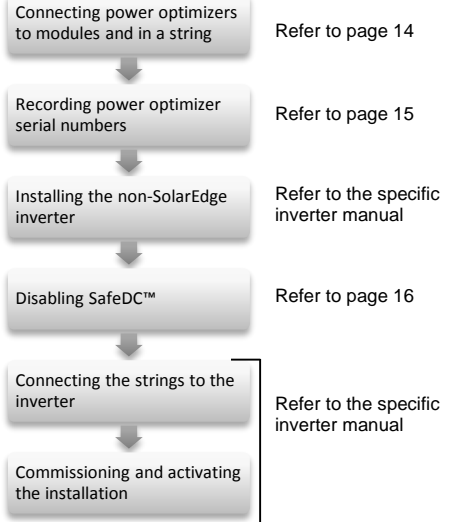 Connecting power optimizers
to modules and in a string
Refer to page 14
Recording power optimizer
serial numbers
Refer to page 15
Installing the non-SolarEdge
inverter
Refer to the specific
inverter manual
Disabling SafeDC™
Refer to page 16
Connecting the strings to the
inverter
Commissioning and activating
the installation
Refer to the specific
inverter manual